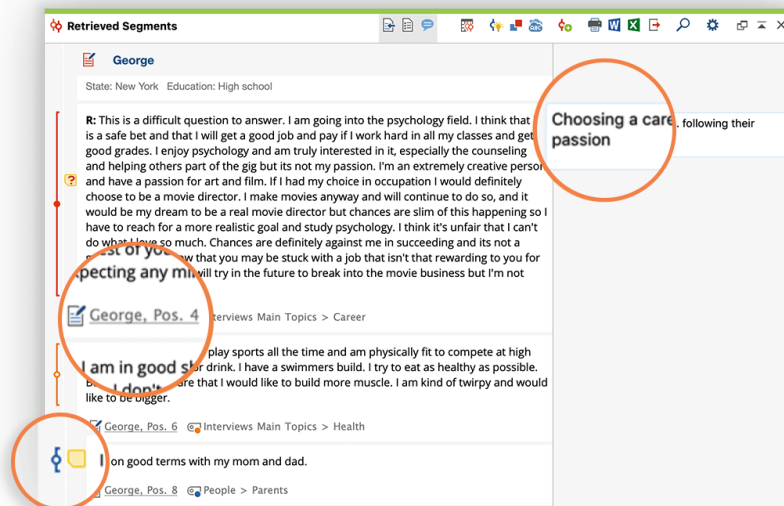 Retrieved Segments
George
State: New York Education: High school
R: This is a difficult question to answer. I am going into the psychology field. I think that
is a safe bet and that I will get a good job and pay if I work hard in all my classes and get
good grades. I enjoy psychology and am truly interested in it, especially the counseling
and helping others part of the gig but its not my passion. I'm an extremely creative person
and have a passion for art and film. If I had my choice in occupation I would definitely
choose to be a movie director. I make movies anyway and will continue to do so, and it
would be my dream to be a real movie director but chances are slim of this happening so I
have to reach for a more realistic goal and study psychology. I think it's unfair that I can't
do what I love so much. Chances are definitely against me in succeeding and its not a
that you may be stuck with a job that isn't that rewarding to you for
will try in the future to break into the movie business but I'm not
George, Pos. 4
Interviews Main Topics > Career
Choosing a care
following their
passion
I am in good
play sports all the time and am physically fit to compete at high
or drink. I have a swimmers build. I try to eat as healthy as possible.
I don't
that I would like to build more muscle. I am kind of twirpy and would
like to be bigger.
George, Pos. 6 Interviews Main Topics > Health
I on good terms with my mom and dad.
George, Pos. 8 People > Parents